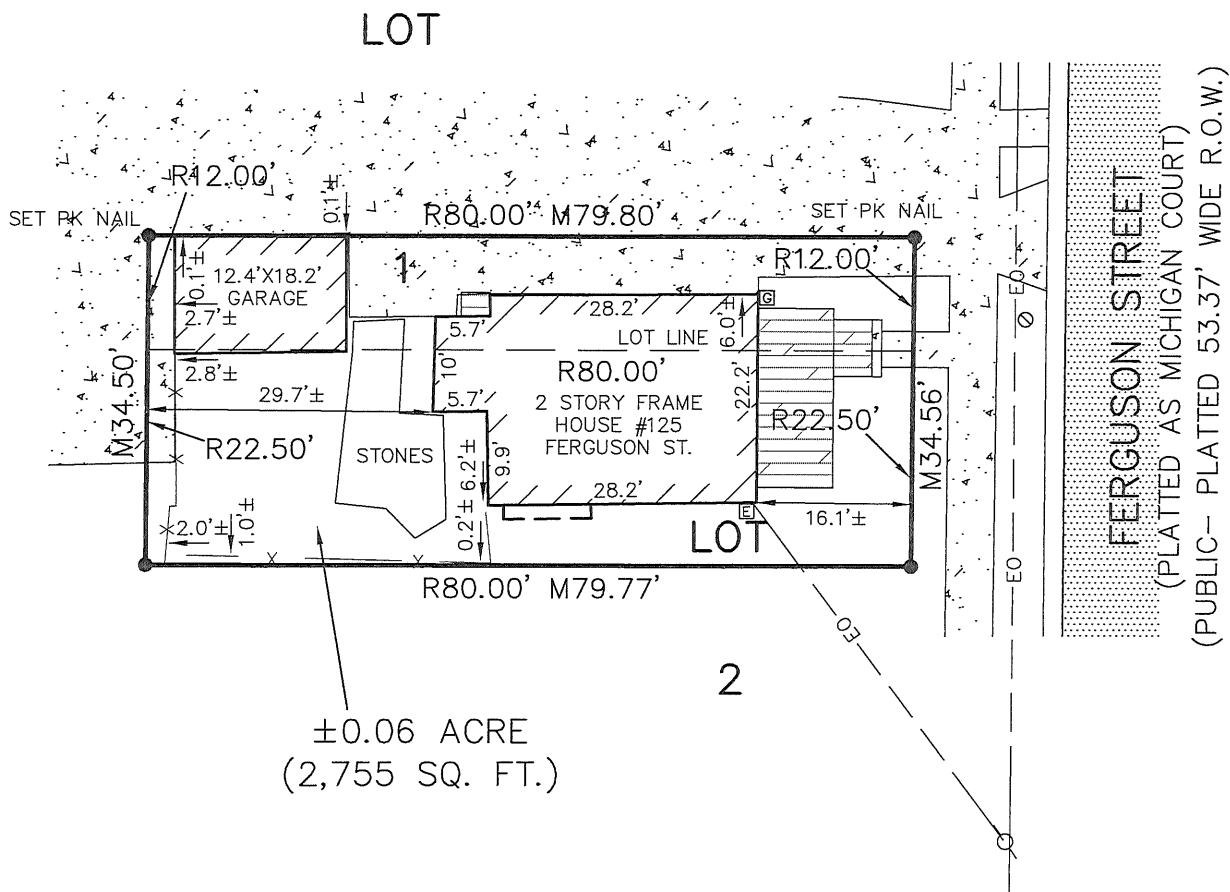 LOT
R12.00'
SET PK NAIL
0.1'±
R80.00' M79.80'
SET PK NAIL
0.1'±
12.4'X18.2'
GARAGE
1
R12.00'
2.7'±
5.7'
28.2'
G
6.0'±
LOT LINE
2.8'±
10'
R80.00'
22.2'
29.7'±
5.7'
2 STORY FRAME
HOUSE #125
FERGUSON ST.
M34.50'
R22.50'
STONES
9.9'
R22.50'
M34.56'
6.2'±
28.2'
E
16.1'±
2.0'±
1.0'±
0.2'±
LOT
R80.00' M79.77'
EO
EO
EO
2
±0.06 ACRE
(2,755 SQ. FT.)
FERGUSON STREET
(PLATTED AS MICHIGAN COURT)
(PUBLIC– PLATTED 53.37' WIDE R.O.W.)